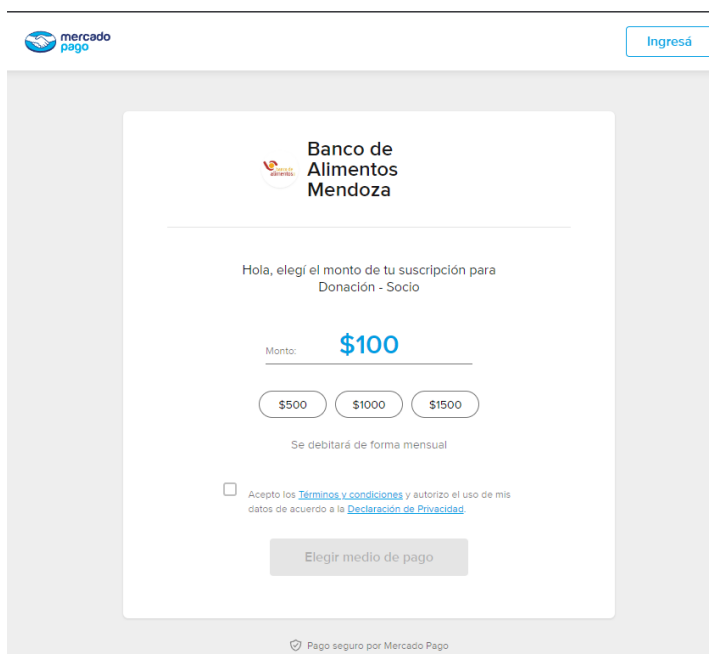 mercado
pago
Ingresá
Banco de
Alimentos
Mendoza
alimentos
Hola, elegí el monto de tu suscripción para
Donación - Socio
Monto:
$100
$500
$1000
$1500
Se debitará de forma mensual
Acepto los Términos y condiciones y autorizo el uso de mis
datos de acuerdo a la Declaración de Privacidad.
Elegir medio de pago
Pago seguro por Mercado Pago